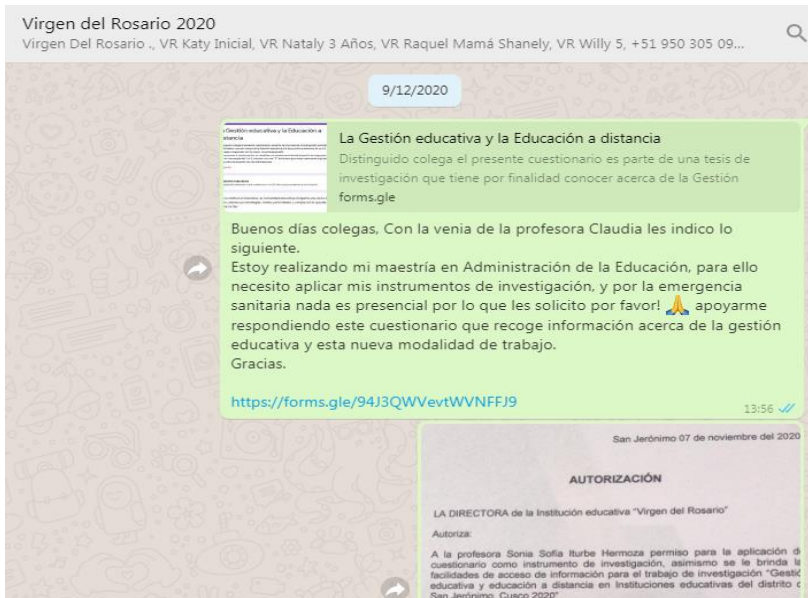 Virgen del Rosario 2020
Virgen Del Rosario ., VR Katy Inicial, VR Nataly 3 Años, VR Raquel Mamá Shanely, VR Willy 5, +51 950 305 09...
9/12/2020
La Gestión educativa y la Educación a distancia
Distinguido colega el presente cuestionario es parte de una tesis de
investigación que tiene por finalidad conocer acerca de la Gestión
forms.gle
Buenos días colegas, Con la venia de la profesora Claudia les indico lo
siguiente.
Estoy realizando mi maestría en Administración de la Educación, para ello
necesito aplicar mis instrumentos de investigación, y por la emergencia
sanitaria nada es presencial por lo que les solicito por favor! 🙏 apoyarme
respondiendo este cuestionario que recoge información acerca de la gestión
educativa y esta nueva modalidad de trabajo.
Gracias.
https://forms.gle/94J3QWVevtWVNFFJ9
13:56
San Jerónimo 07 de noviembre del 2020
AUTORIZACIÓN
LA DIRECTORA de la Institución educativa "Virgen del Rosario"
Autoriza:
A la profesora Sonia Sofía Iturbe Hermoza permiso para la aplicación d
cuestionario como instrumento de investigación, asimismo se le brinda la
facilidades de acceso de información para el trabajo de investigación "Gestió
educativa y educación a distancia en Instituciones educativas del distrito d
San Jerónimo, Cusco 2020"